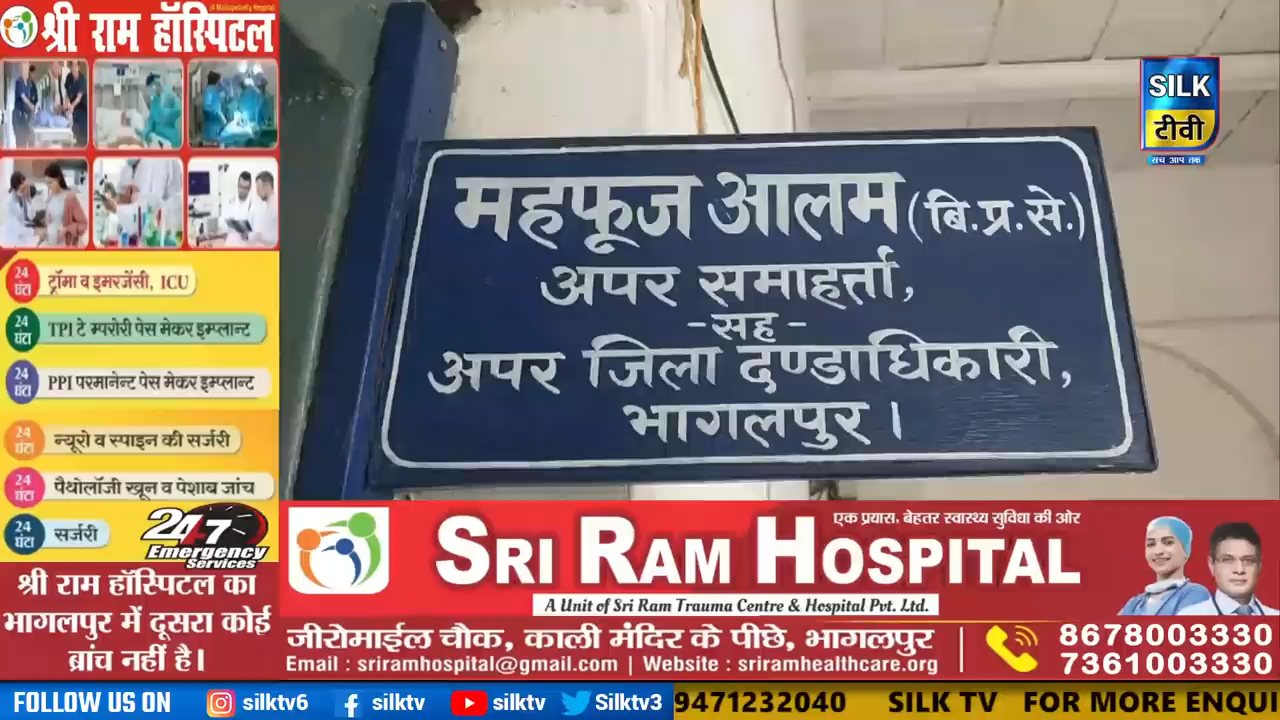 (A Multispeciality Hospital)
श्री राम हॉस्पिटल
24 घंटा ट्रॉमा व इमरजेंसी, ICU
24 घंटा TPI टे म्परोरी पेस मेकर इम्प्लान्ट
24 घंटा PPI परमानेन्ट पेस मेकर इम्प्लान्ट
24 घंटा न्यूरो व स्पाइन की सर्जरी
24 घंटा पैथोलॉजी खून व पेशाब जांच
24 घंटा सर्जरी
24 7
Emergency
Services
श्री राम हॉस्पिटल का
भागलपुर में दूसरा कोई
ब्रांच नहीं है।
महफूज आलम (बि.प्र.से.)
अपर समाहर्त्ता,
-सह-
अपर जिला दण्डाधिकारी,
भागलपुर।
SILK
टीवी
सच आप तक
एक प्रयास, बेहतर स्वास्थ्य सुविधा की ओर
SRI RAM HOSPITAL
A Unit of Sri Ram Trauma Centre & Hospital Pvt. Ltd.
जीरोमाईल चौक, काली मंदिर के पीछे, भागलपुर
Email : sriramhospital@gmail.com | Website : sriramhealthcare.org
8678003330
7361003330
FOLLOW US ON silktv6 silktv silktv Silktv3 9471232040 SILK TV FOR MORE ENQUI